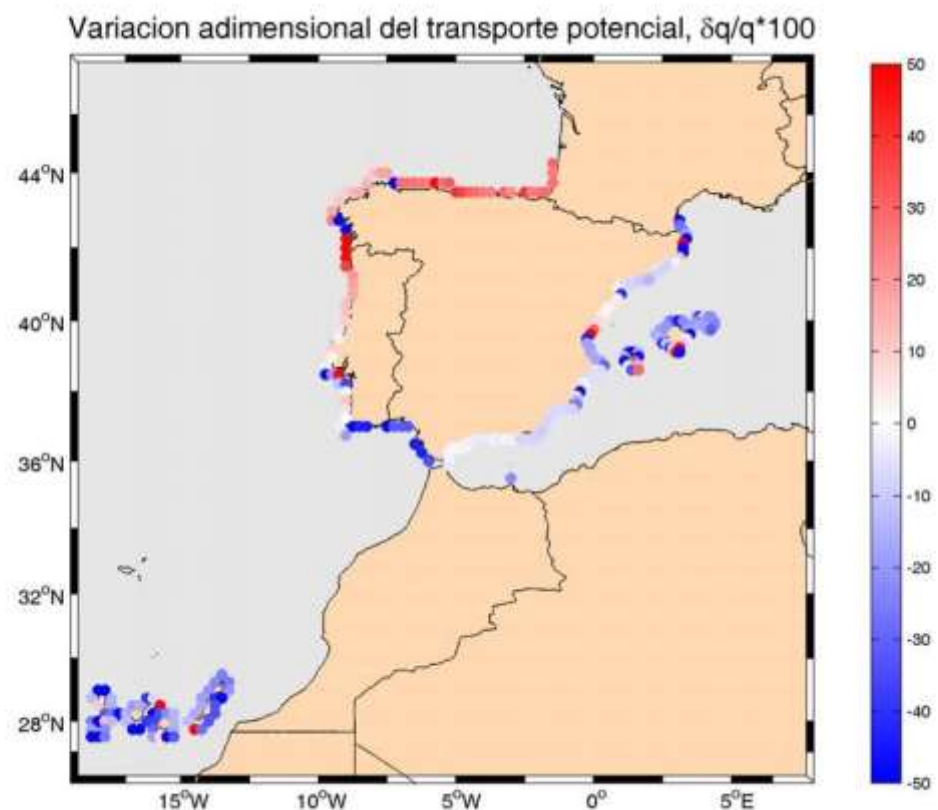 Variacion adimensional del transporte potencial, δq/q*100
50
40
30
20
10
0
-10
-20
-30
-40
-50
44°N
40°N
36°N
32°N
28°N
15°W
10°W
5°W
0°
5°E